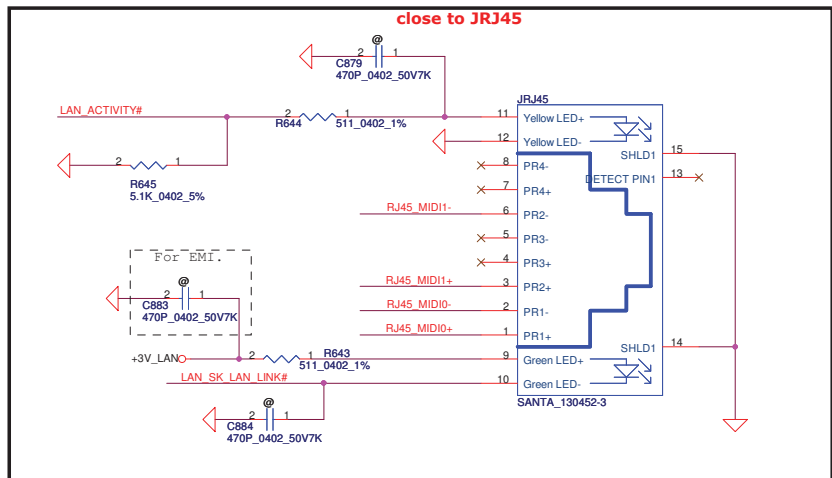 close to JRJ45
@
2 1
C879
470P_0402_50V7K
JRJ45
LAN_ACTIVITY#
2 1
R644 511_0402_1%
11 Yellow LED+
12 Yellow LED-
2 1
R645
5.1K_0402_5%
8 PR4-
SHLD1 15
7 PR4+
DETECT PIN1 13
RJ45_MIDI1- 6 PR2-
5 PR3-
4 PR3+
For EMI.
@
2 1
C883
470P_0402_50V7K
RJ45_MIDI1+ 3 PR2+
RJ45_MIDI0- 2 PR1-
RJ45_MIDI0+ 1 PR1+
SHLD1 14
+3V_LAN 2 1 R643
511_0402_1%
9 Green LED+
LAN_SK_LAN_LINK# 10 Green LED-
SANTA_130452-3
@
2 1
C884
470P_0402_50V7K